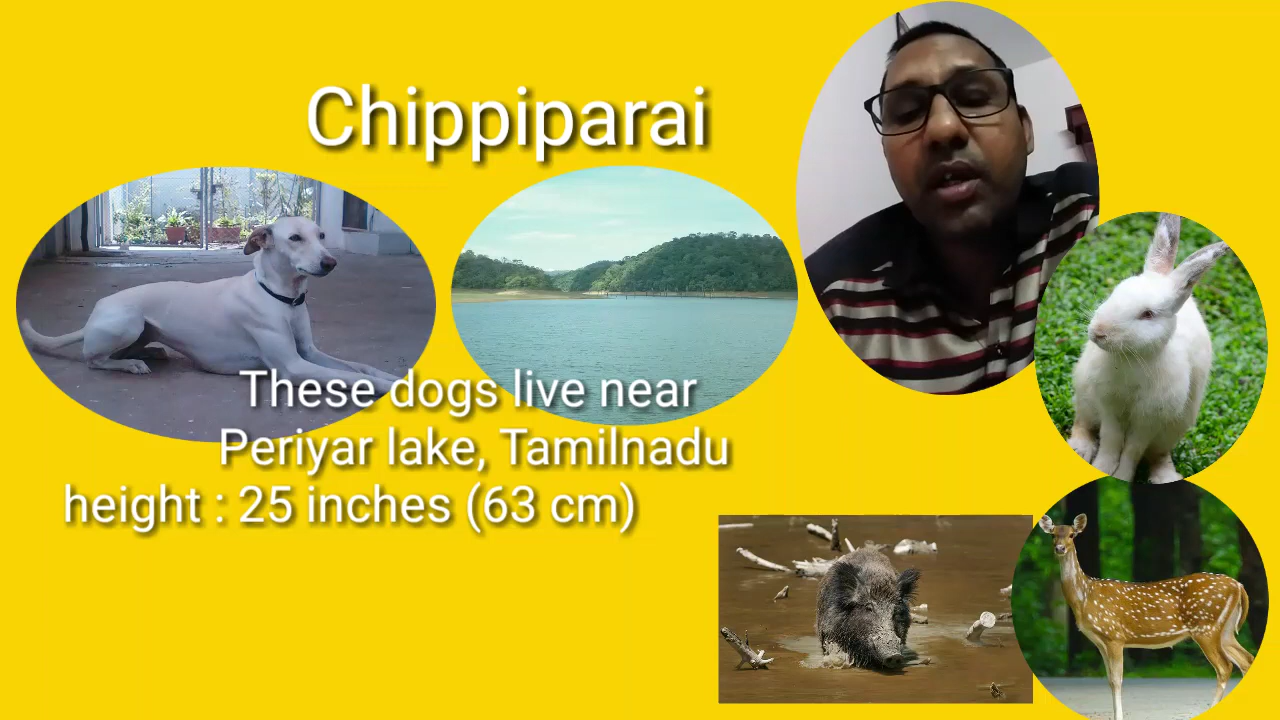 Chippiparai
These dogs live near
Periyar lake, Tamilnadu
height : 25 inches (63 cm)